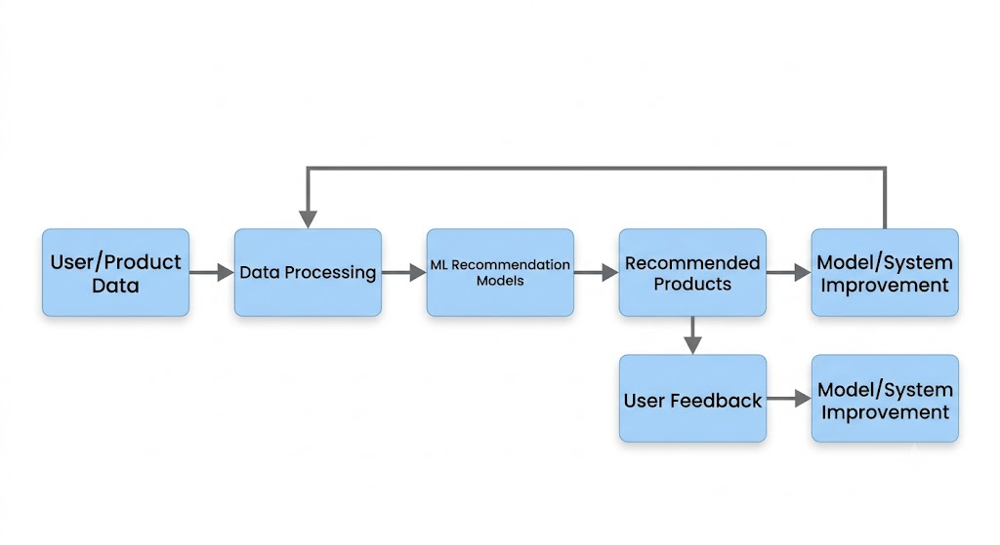 User/Product
Data
Data Processing
ML Recommendation
Models
Recommended
Products
Model/System
Improvement
User Feedback
Model/System
Improvement